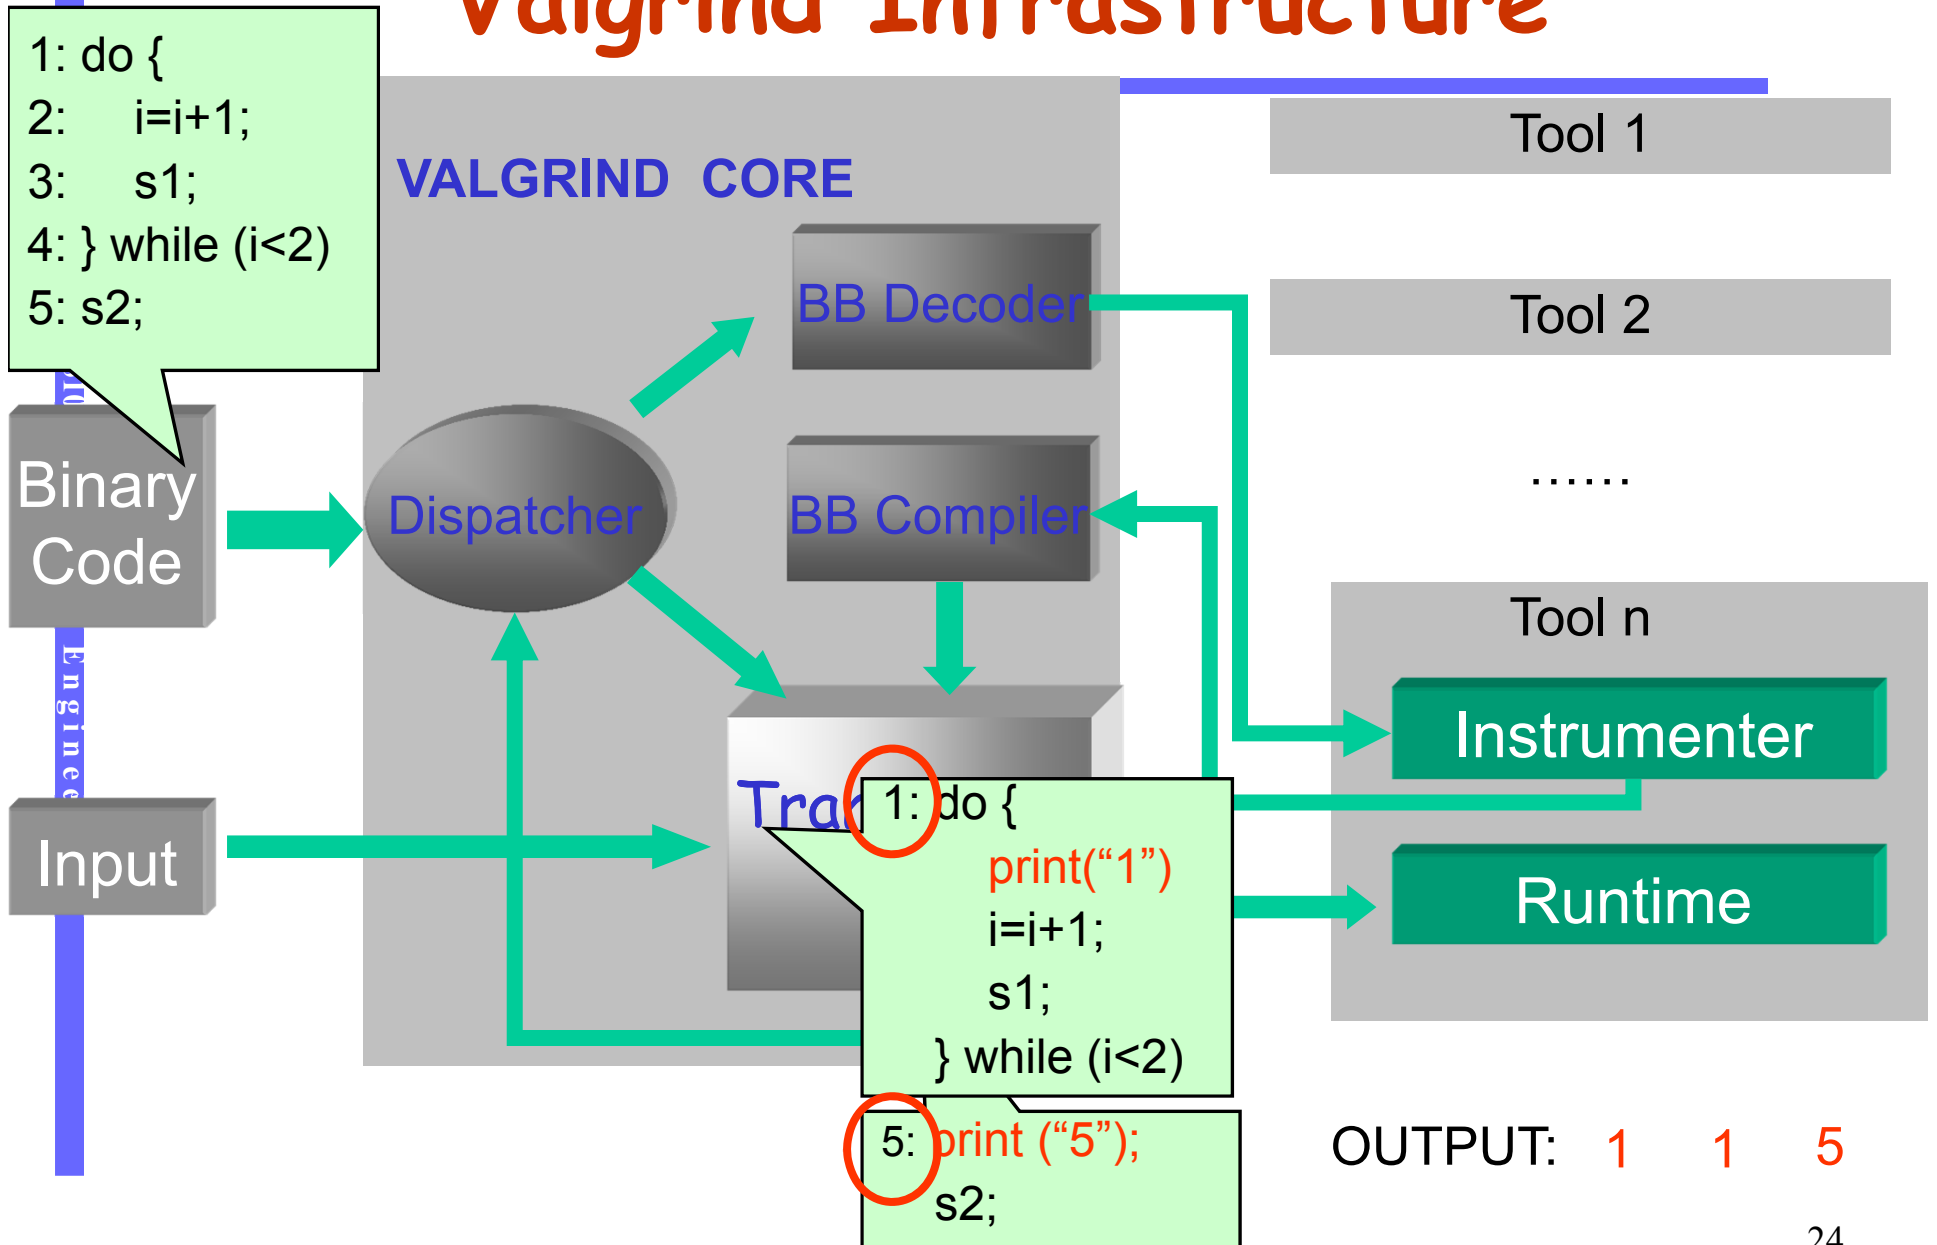 Valgrind Infrastructure
1: do {
2: i=i+1;
3: s1;
4: } while (i<2)
5: s2;
VALGRIND CORE
BB Decoder
Dispatcher
BB Compiler
Binary
Code
Input
Tool 1
Tool 2
......
Tool n
Instrumenter
Runtime
1: do {
print(“1”)
i=i+1;
s1;
} while (i<2)
5: print (“5”);
s2;
OUTPUT: 1 1 5
24